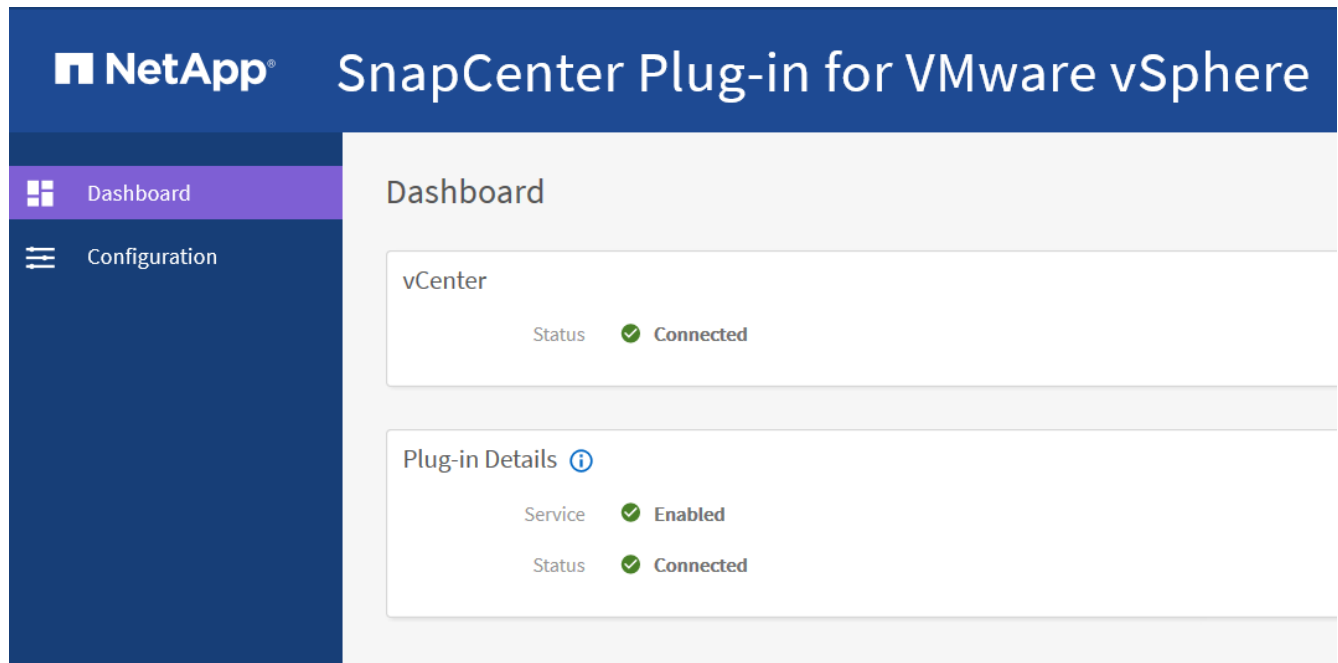 NetApp® SnapCenter Plug-in for VMware vSphere
Dashboard
Configuration
Dashboard
vCenter
Status Connected
Plug-in Details
Service Enabled
Status Connected